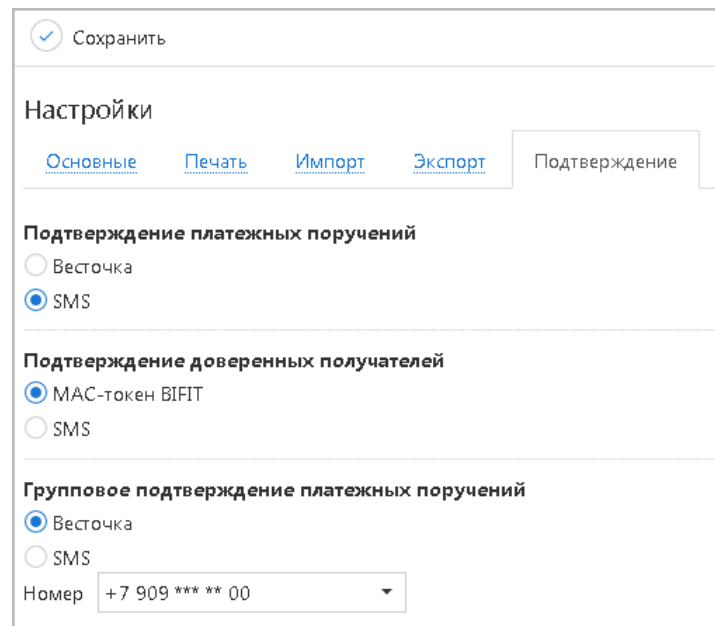 Сохранить
Настройки
Основные Печать Импорт Экспорт Подтверждение
Подтверждение платежных поручений
Весточка
SMS
Подтверждение доверенных получателей
МАС-токен BIFIT
SMS
Групповое подтверждение платежных поручений
Весточка
SMS
Номер +7 909 *** ** 00